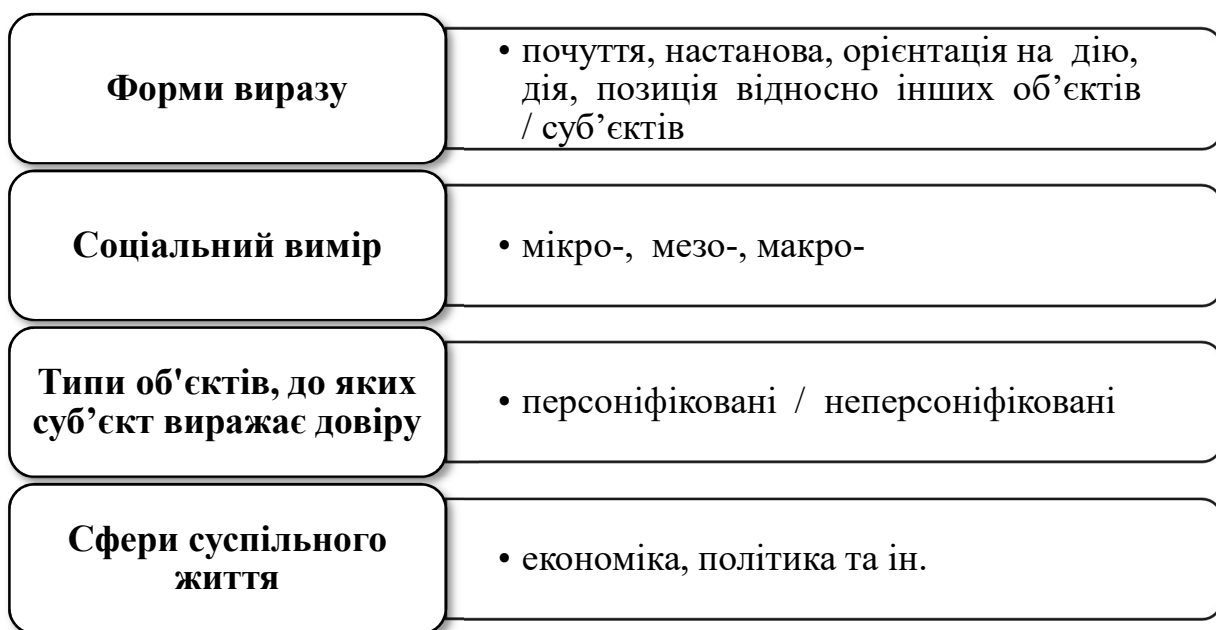 Форми виразу
• почуття, настанова, орієнтація на дію,
дія, позиція відносно інших об’єктів
/ суб’єктів
Соціальний вимір
• мікро-, мезо-, макро-
Типи об'єктів, до яких
суб’єкт виражає довіру
• персоніфіковані / неперсоніфіковані
Сфери суспільного
життя
• економіка, політика та ін.